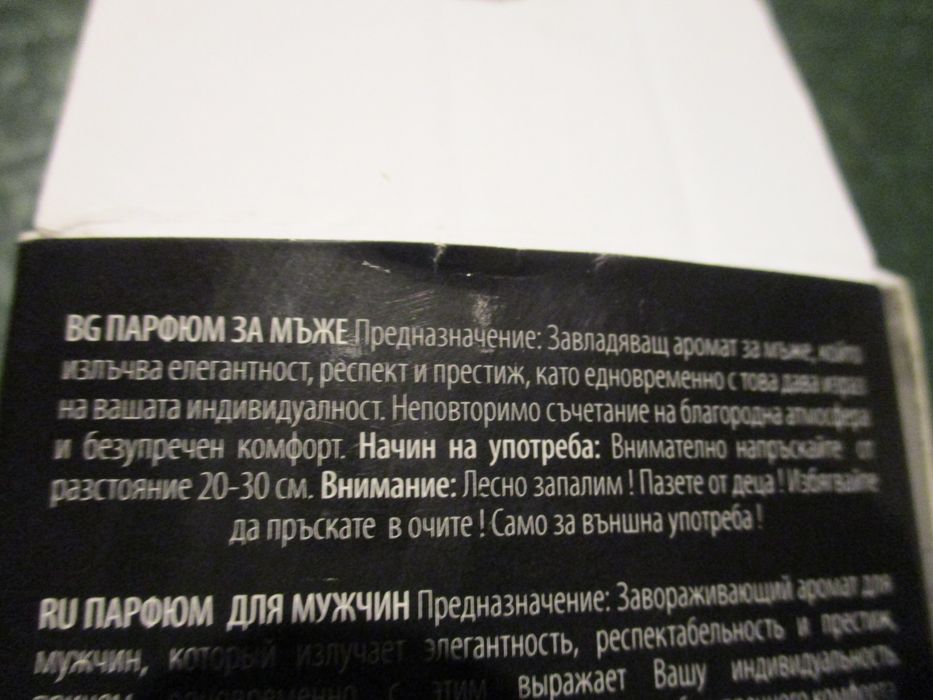 BG ПАРФЮМ ЗА МЪЖЕ Предназначение: Завладяващ аромат за мъже, който
излъчва елегантност, респект и престиж, като едновременно с това дава израз
на вашата индивидуалност. Неповторимо съчетание на благородна атмосфера
и безупречен комфорт. Начин на употреба: Внимателно напръскайте от
разстояние 20-30 см. Внимание: Лесно запалим ! Пазете от деца ! Избягвайте
да пръскате в очите ! Само за външна употреба !
RU ПАРФЮМ ДЛЯ МУЖЧИН Предназначение: Завораживающий аромат для
мужчин, который излучает элегантность, респектабельность и престиж,
одновременно с этим выражает Вашу индивидуальность.